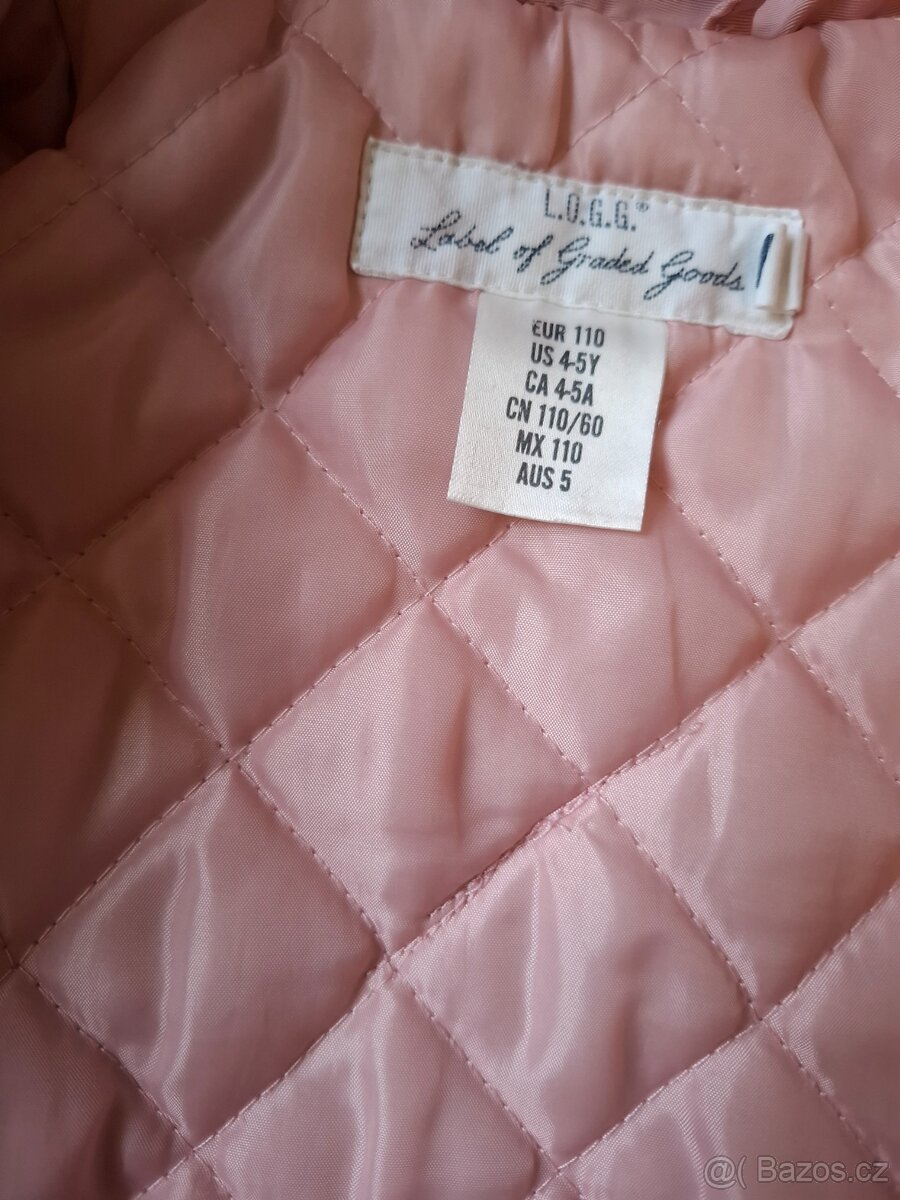 L.O.G.G.®
Label of Graded Goods
EUR 110
US 4-5Y
CA 4-5A
CN 110/60
MX 110
AUS 5
@( Bazos.cz